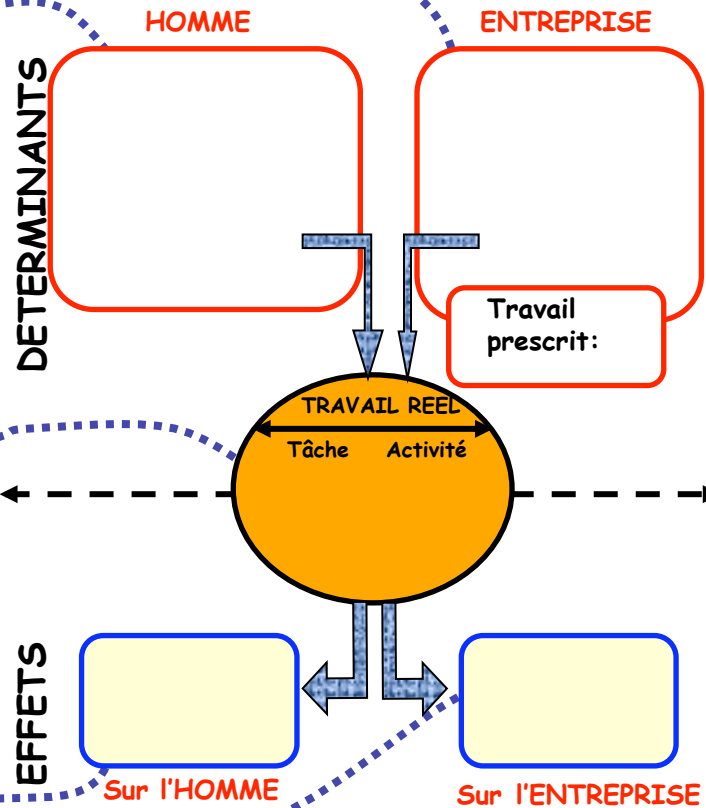 HOMME
ENTREPRISE
DETERMINANTS
Travail
prescrit:
TRAVAIL REEL
Tâche
Activité
EFFETS
Sur l'HOMME
Sur l'ENTREPRISE